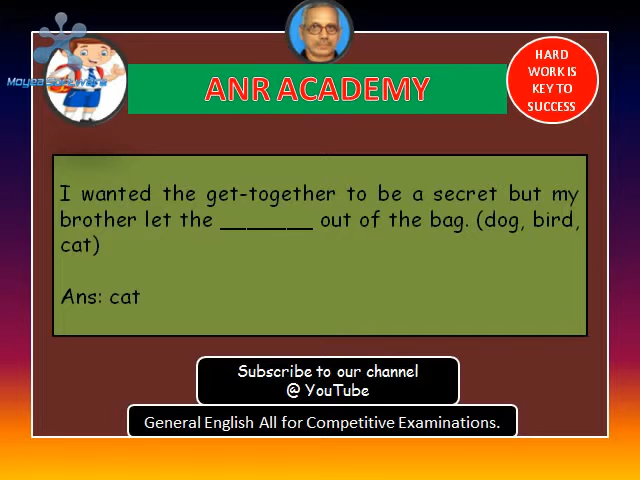 Moyea Software
ANR ACADEMY
HARD
WORK IS
KEY TO
SUCCESS
I wanted the get-together to be a secret but my
brother let the _______ out of the bag. (dog, bird,
cat)
Ans: cat
Subscribe to our channel
@ YouTube
General English All for Competitive Examinations.